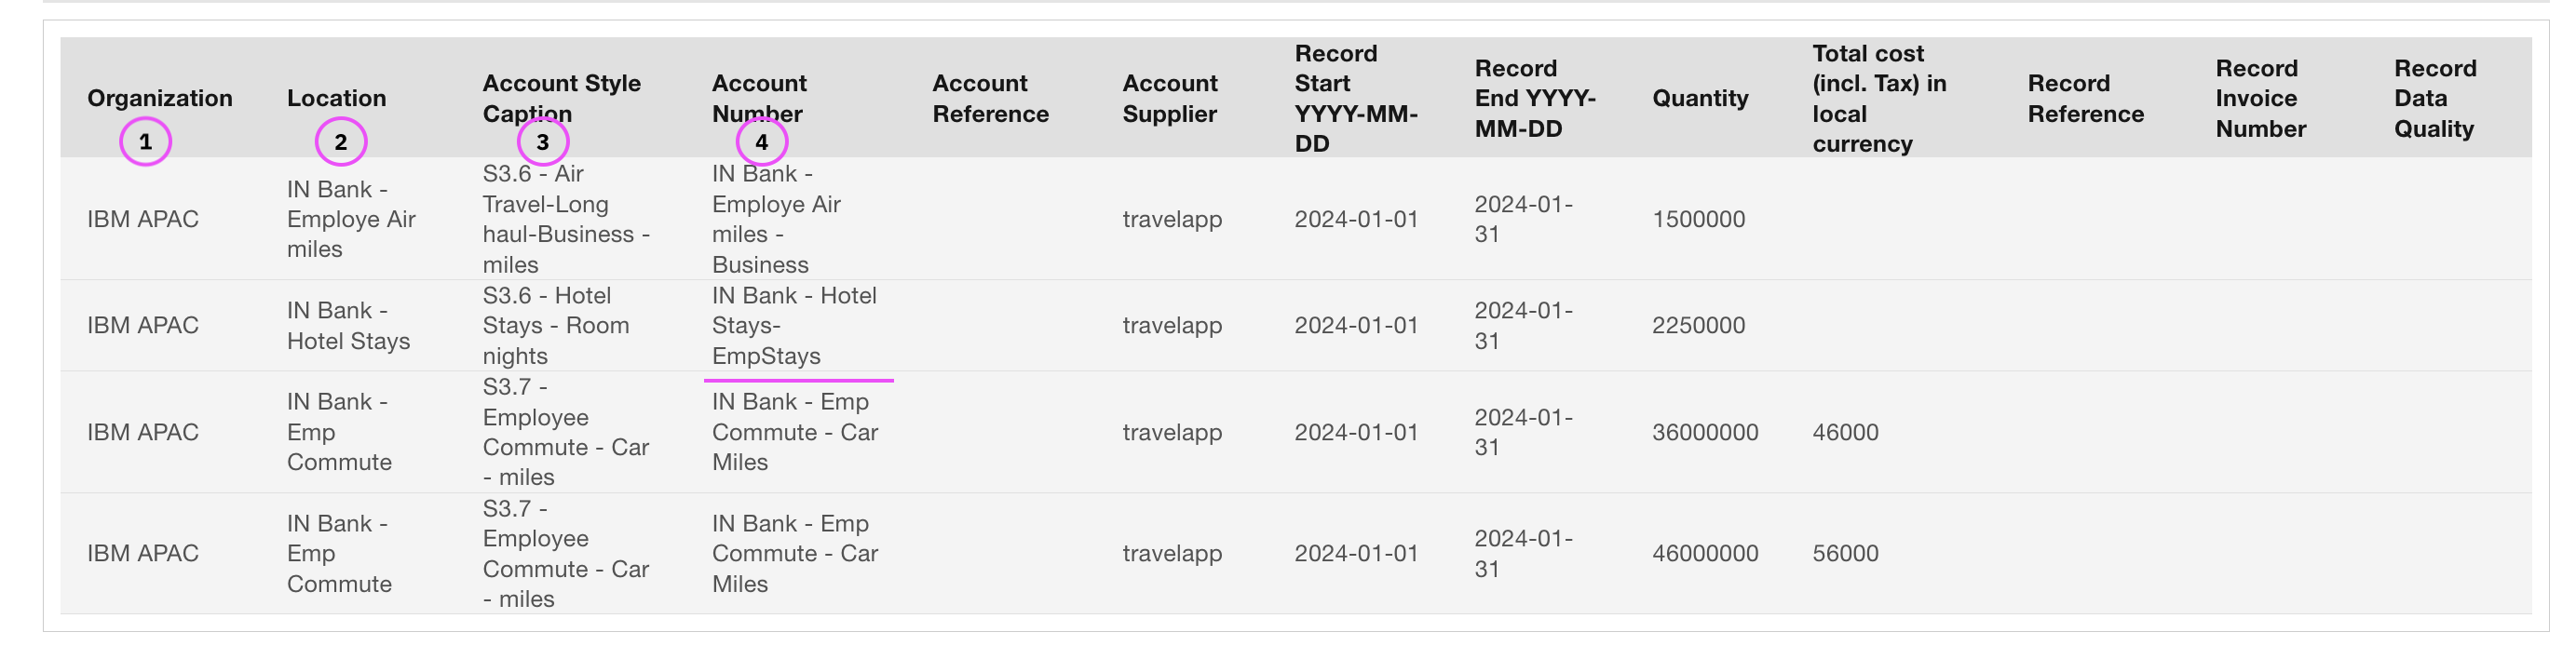 Organization
Location
Account Style
Caption
Account
Number
Account
Reference
Account
Supplier
Record
Start
YYYY-MM-
DD
Record
End YYYY-
MM-DD
Quantity
Total cost
(incl. Tax) in
local
currency
Record
Reference
Record
Invoice
Number
Record
Data
Quality
1
2
3
4
IBM APAC
IN Bank -
Employe Air
miles
S3.6 - Air
Travel-Long
haul-Business -
miles
IN Bank -
Employe Air
miles -
Business
travelapp
2024-01-01
2024-01-
31
1500000
IBM APAC
IN Bank -
Hotel Stays
S3.6 - Hotel
Stays - Room
nights
IN Bank - Hotel
Stays-
EmpStays
travelapp
2024-01-01
2024-01-
31
2250000
IBM APAC
IN Bank -
Emp
Commute
S3.7 -
Employee
Commute - Car
- miles
IN Bank - Emp
Commute - Car
Miles
travelapp
2024-01-01
2024-01-
31
36000000
46000
IBM APAC
IN Bank -
Emp
Commute
S3.7 -
Employee
Commute - Car
- miles
IN Bank - Emp
Commute - Car
Miles
travelapp
2024-01-01
2024-01-
31
46000000
56000